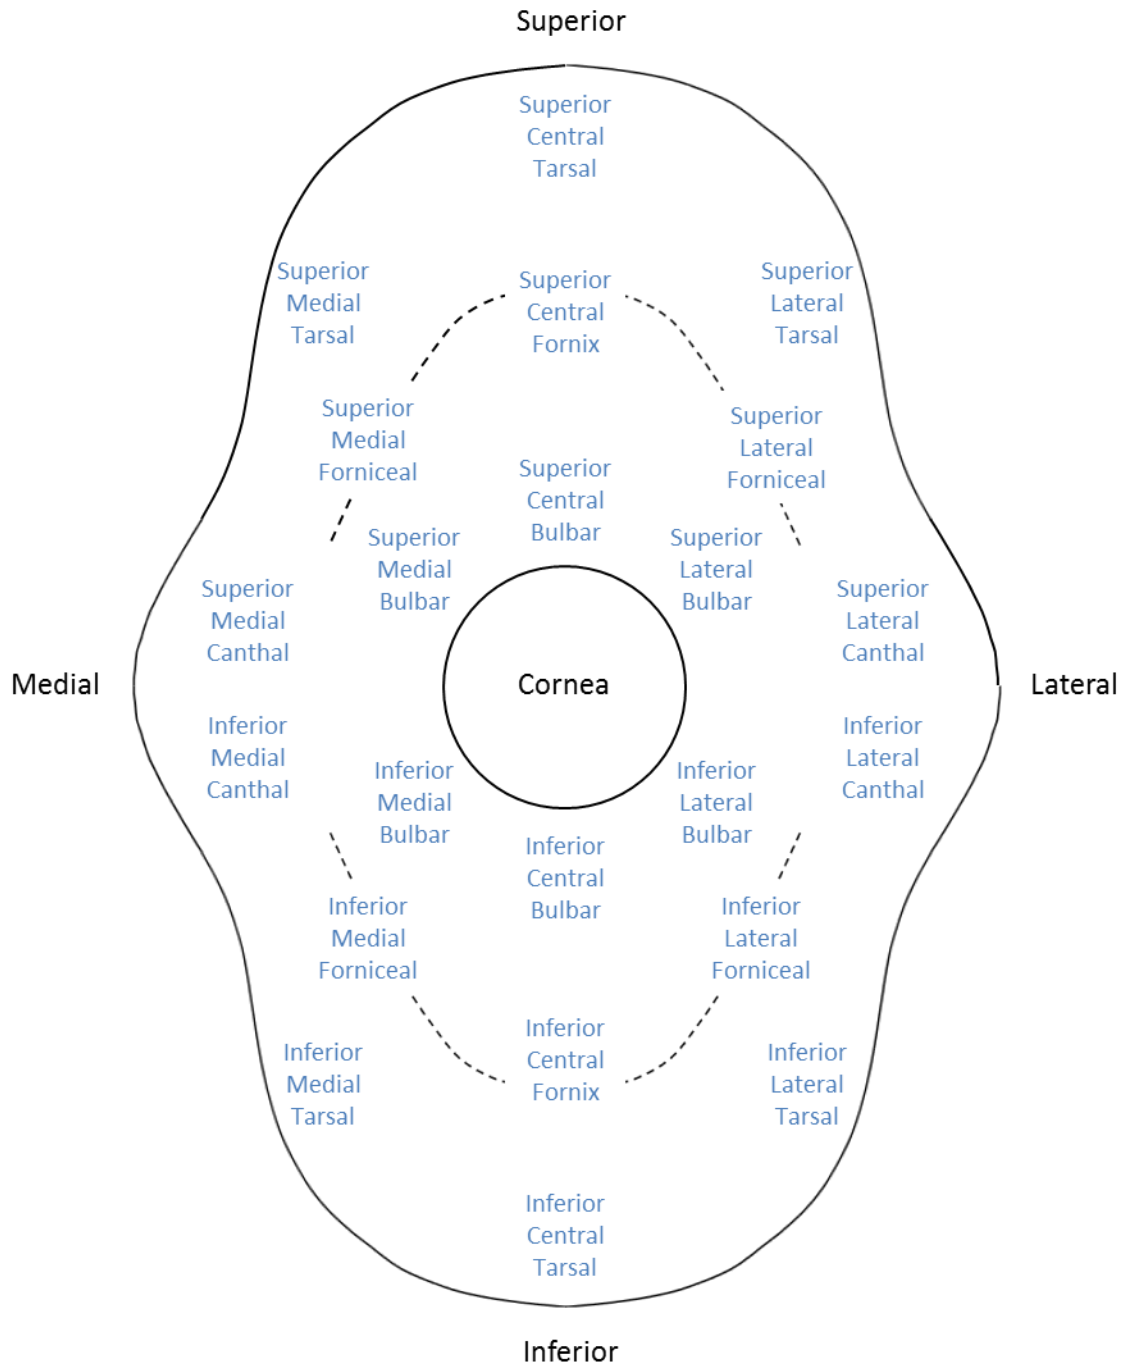 Superior
Superior
Central
Tarsal
Superior
Medial
Tarsal
Superior
Central
Fornix
Superior
Lateral
Tarsal
Superior
Medial
Forniceal
Superior
Lateral
Forniceal
Superior
Central
Bulbar
Superior
Medial
Bulbar
Superior
Lateral
Bulbar
Superior
Medial
Canthal
Superior
Lateral
Canthal
Medial
Cornea
Lateral
Inferior
Medial
Canthal
Inferior
Lateral
Canthal
Inferior
Medial
Bulbar
Inferior
Lateral
Bulbar
Inferior
Central
Bulbar
Inferior
Medial
Forniceal
Inferior
Lateral
Forniceal
Inferior
Central
Fornix
Inferior
Medial
Tarsal
Inferior
Lateral
Tarsal
Inferior
Central
Tarsal
Inferior